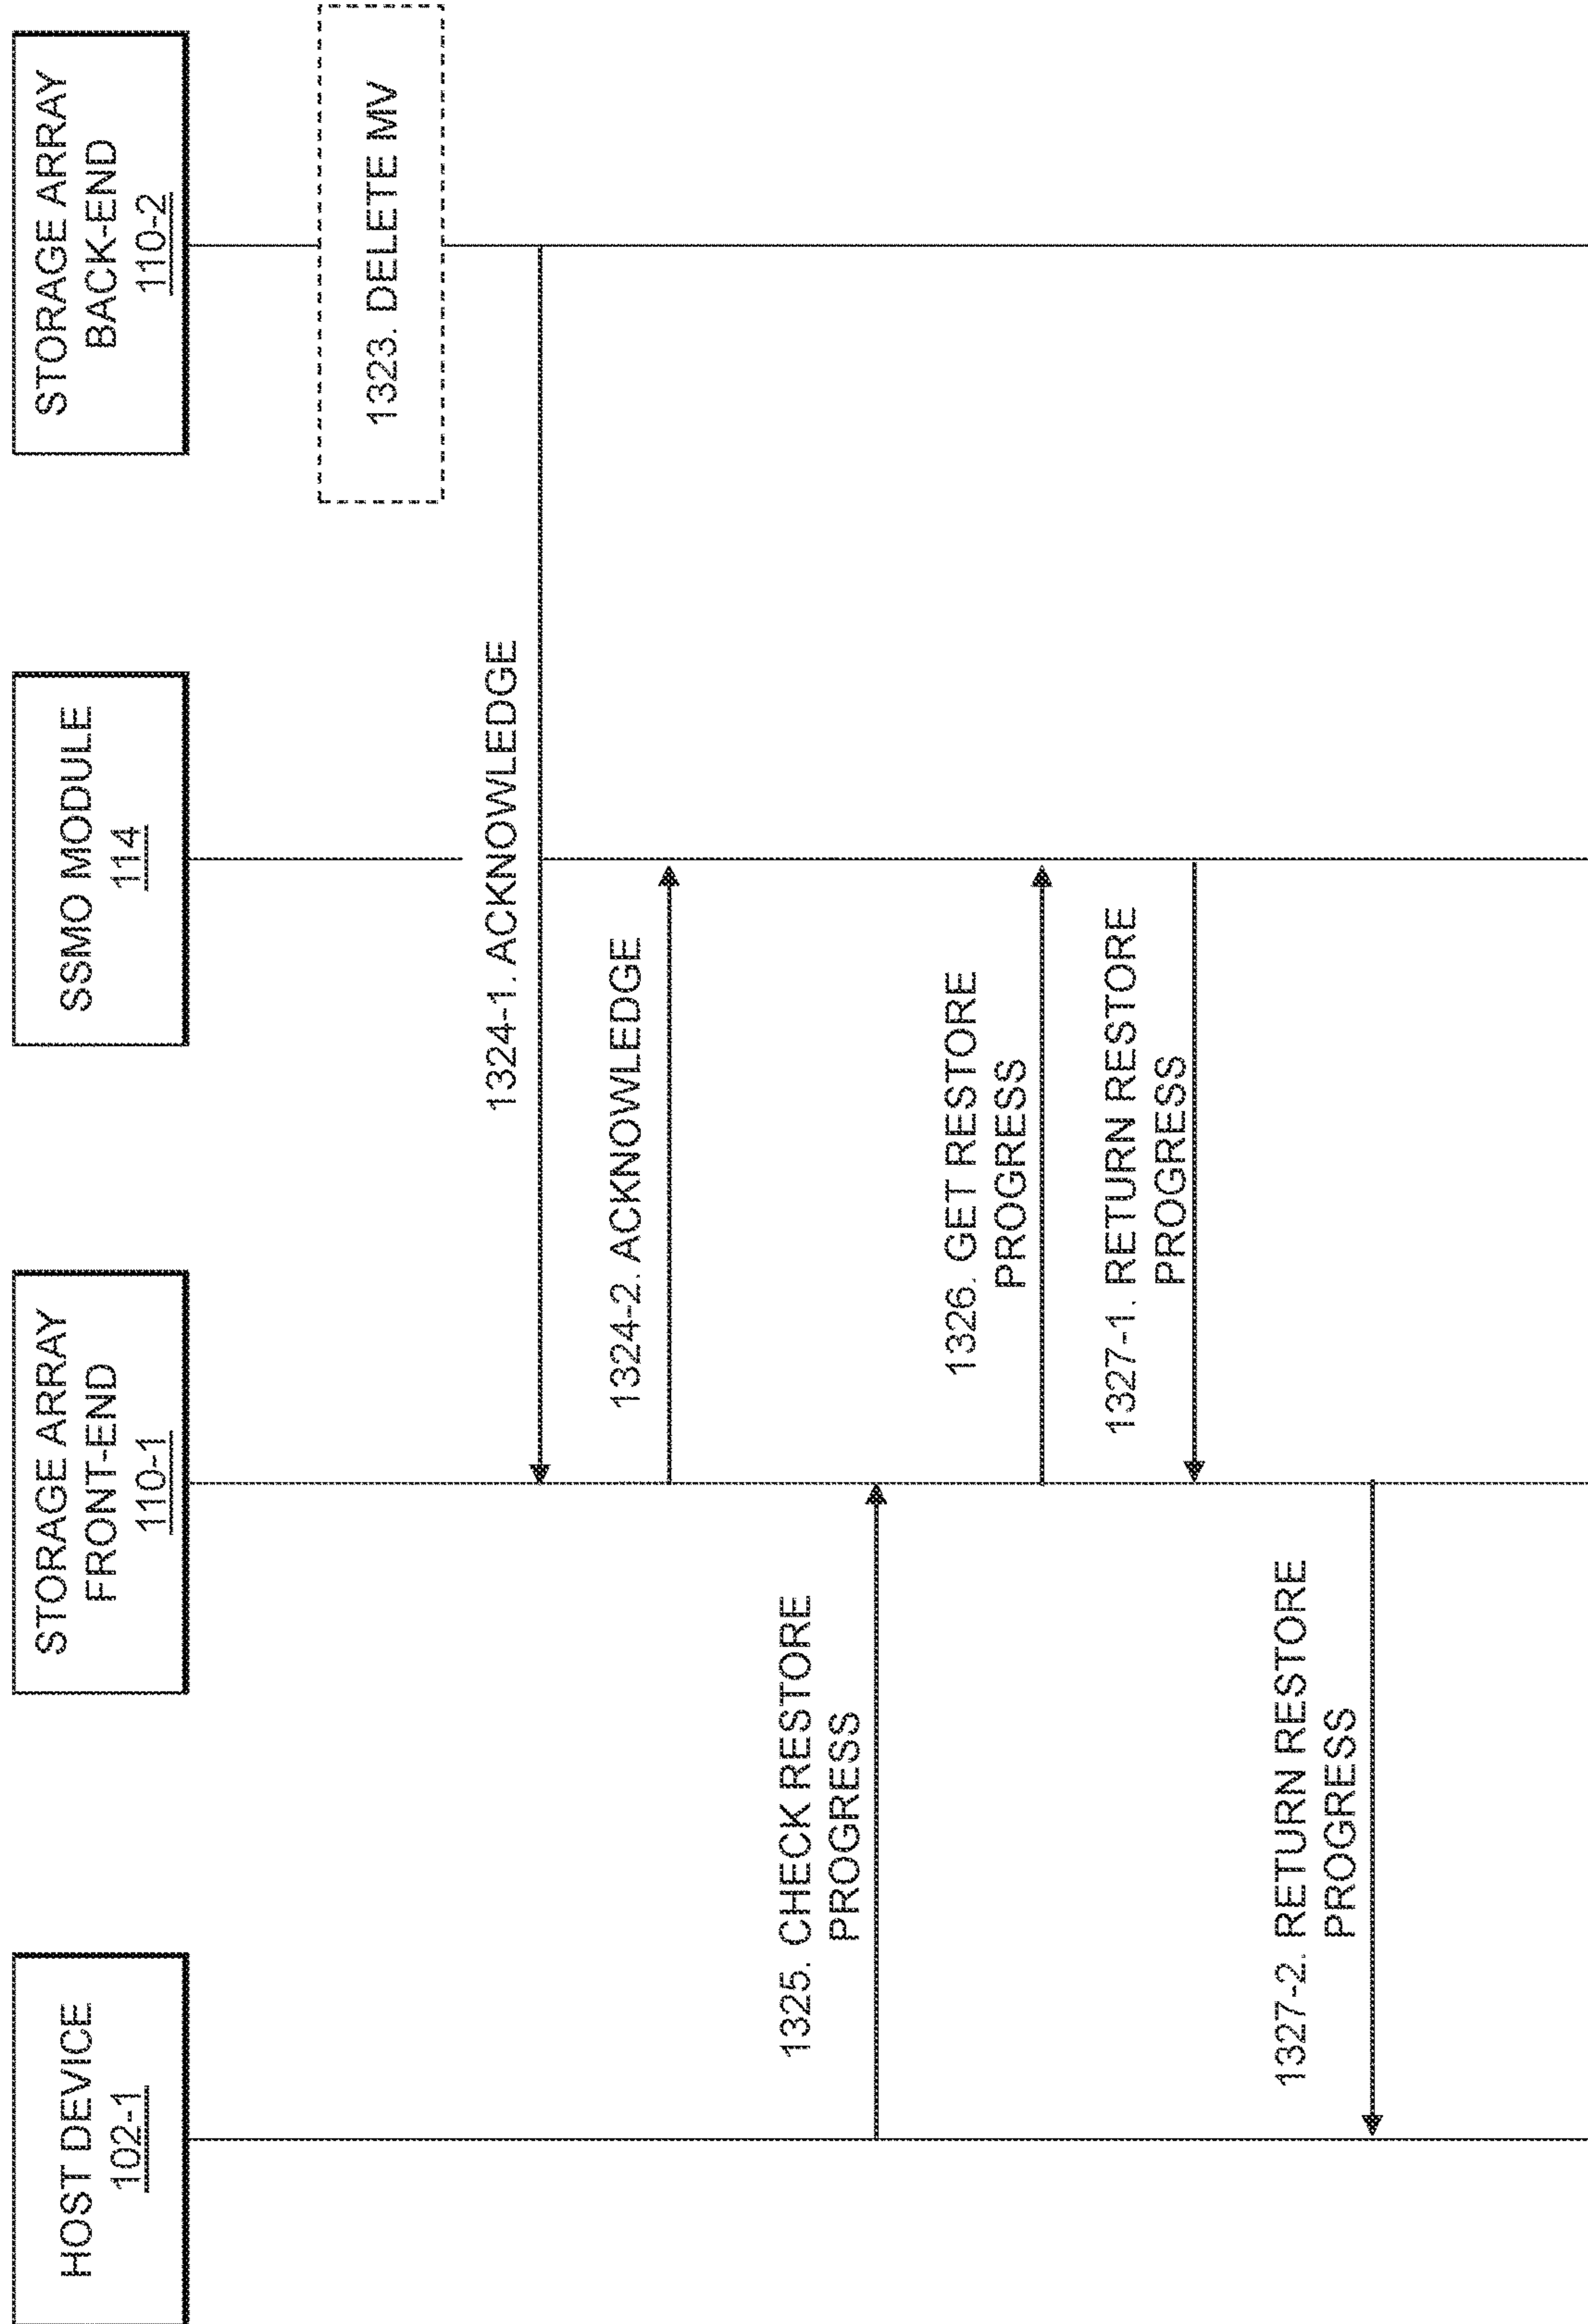 HOST DEVICE
102-1
STORAGE ARRAY
FRONT-END
110-1
SSMO MODULE
114
STORAGE ARRAY
BACK-END
110-2
1323. DELETE MV
1324-1. ACKNOWLEDGE
1324-2. ACKNOWLEDGE
1325. CHECK RESTORE
PROGRESS
1326. GET RESTORE
PROGRESS
1327-1. RETURN RESTORE
PROGRESS
1327-2. RETURN RESTORE
PROGRESS